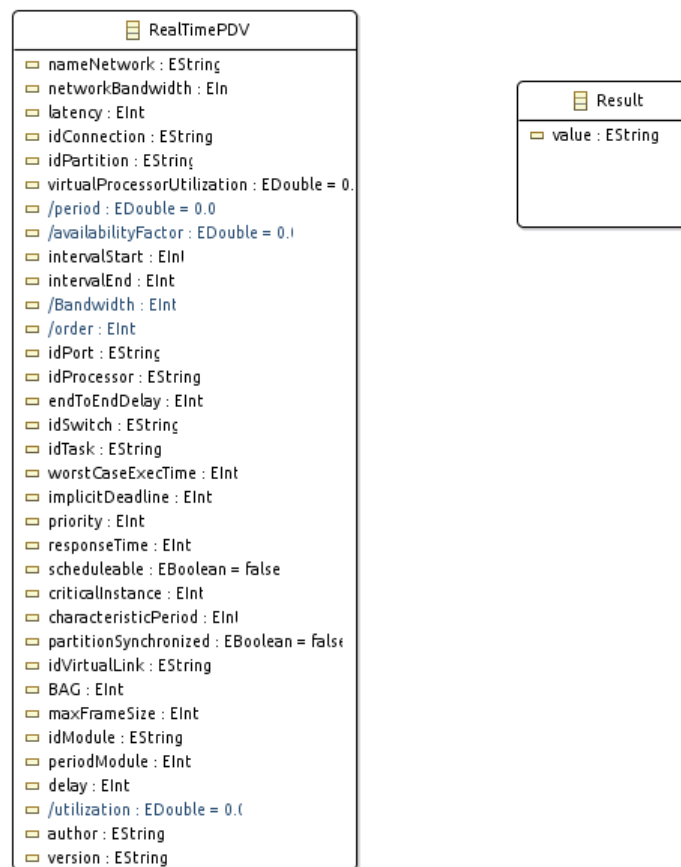 RealTimePDV
nameNetwork : EString
networkBandwidth : EIn
latency : EInt
idConnection : EString
idPartition : EString
virtualProcessorUtilization : EDouble = 0.
/period : EDouble = 0.0
/availabilityFactor : EDouble = 0.
intervalStart : EInt
intervalEnd : EInt
/Bandwidth : EInt
/order : EInt
idPort : EString
idProcessor : EString
endToEndDelay : EInt
idSwitch : EString
idTask : EString
worstCaseExecTime : EInt
implicitDeadline : EInt
priority : EInt
responseTime : EInt
scheduleable : EBoolean = false
criticalInstance : EInt
characteristicPeriod : EInt
partitionSynchronized : EBoolean = false
idVirtualLink : EString
BAG : EInt
maxFrameSize : EInt
idModule : EString
periodModule : EInt
delay : EInt
/utilization : EDouble = 0.0
author : EString
version : EString
Result
value : EString